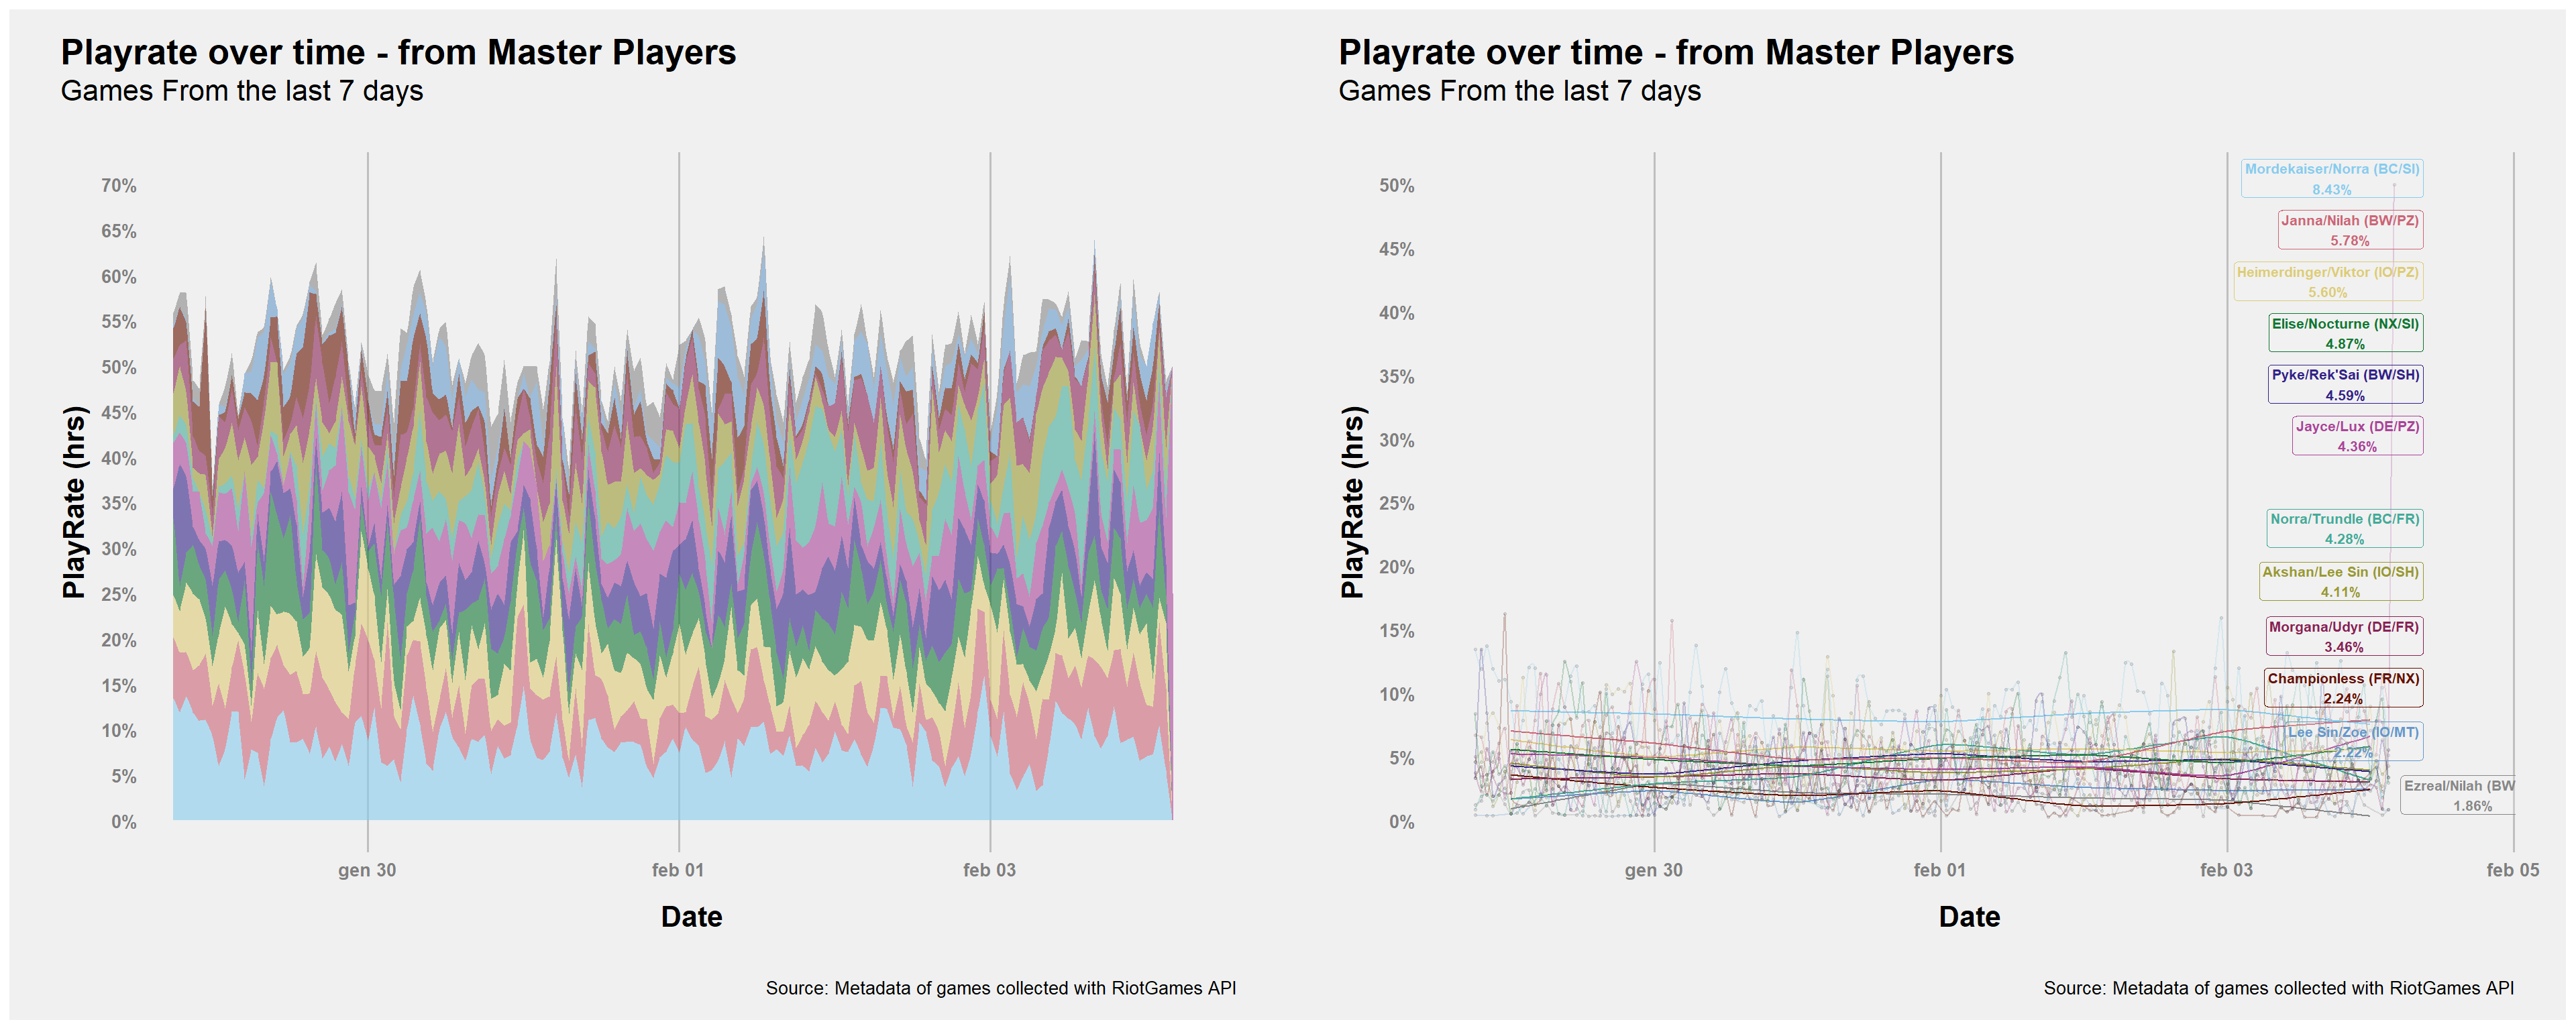 Playrate over time - from Master Players
Games From the last 7 days
70%
65%
60%
55%
50%
45%
40%
35%
30%
25%
20%
15%
10%
5%
0%
PlayRate (hrs)
gen 30
feb 01
feb 03
Date
Source: Metadata of games collected with RiotGames API
Playrate over time - from Master Players
Games From the last 7 days
50%
45%
40%
35%
30%
25%
20%
15%
10%
5%
0%
PlayRate (hrs)
Mordekaiser/Norra (BC/SI)
8.43%
Janna/Nilah (BW/PZ)
5.78%
Heimerdinger/Viktor (IO/PZ)
5.60%
Elise/Nocturne (NX/SI)
4.87%
Pyke/Rek'Sai (BW/SH)
4.59%
Jayce/Lux (DE/PZ)
4.36%
Norra/Trundle (BC/FR)
4.28%
Akshan/Lee Sin (IO/SH)
4.11%
Morgana/Udyr (DE/FR)
3.46%
Championless (FR/NX)
2.24%
Lee Sin/Zoe (IO/MT)
2.22%
Ezreal/Nilah (BW
1.86%
gen 30
feb 01
feb 03
feb 05
Date
Source: Metadata of games collected with RiotGames API